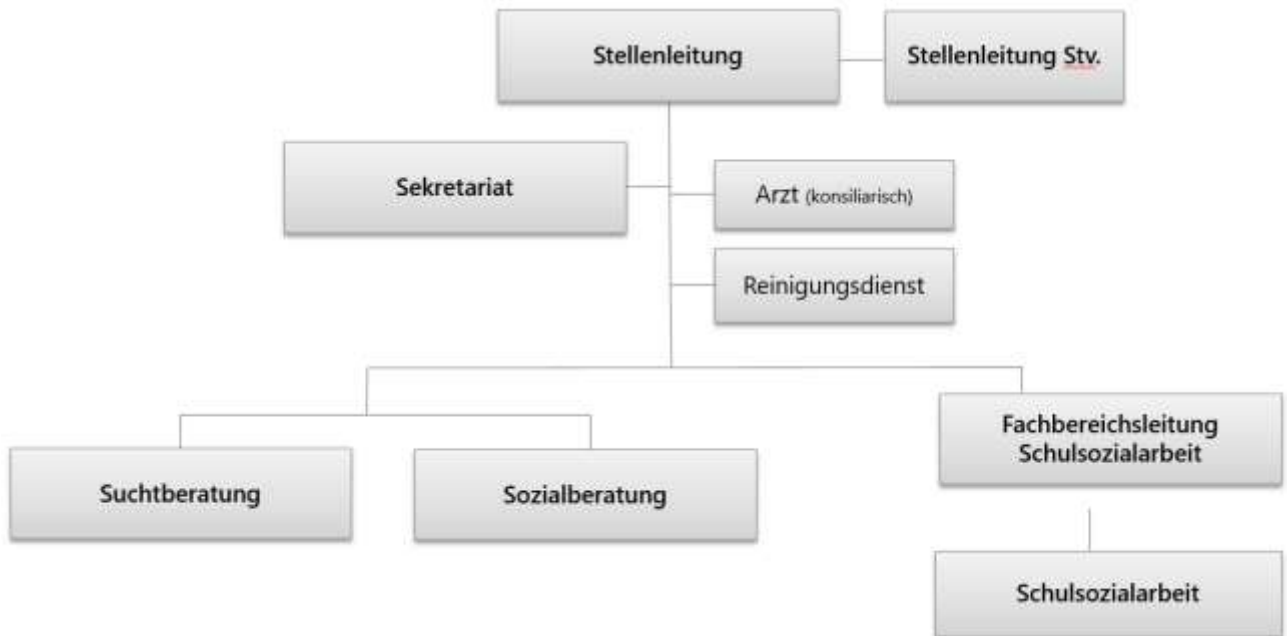 Stellenleitung
Stellenleitung Stv.
Sekretariat
Arzt (konsiliarisch)
Reinigungsdienst
Suchtberatung
Sozialberatung
Fachbereichsleitung
Schulsozialarbeit
Schulsozialarbeit